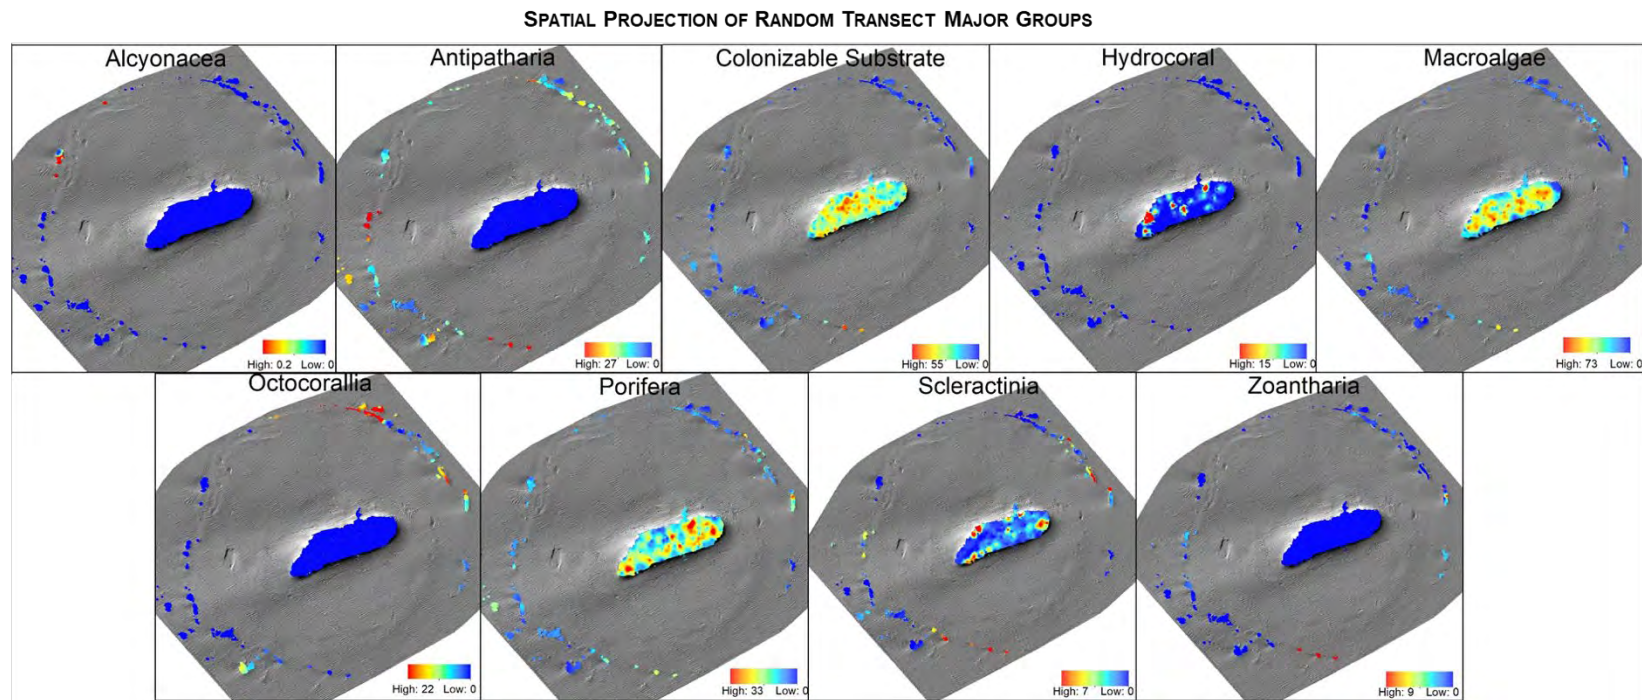 SPATIAL PROJECTION OF RANDOM TRANSECT MAJOR GROUPS
Alcyonacea
Antipatharia
Colonizable Substrate
Hydrocoral
Macroalgae
High: 0.2 Low: 0
High: 27 Low: 0
High: 55 Low: 0
High: 15 Low: 0
High: 73 Low: 0
Octocorallia
Porifera
Scleractinia
Zoantharia
High: 22 Low: 0
High: 33 Low: 0
High: 7 Low: 0
High: 9 Low: 0